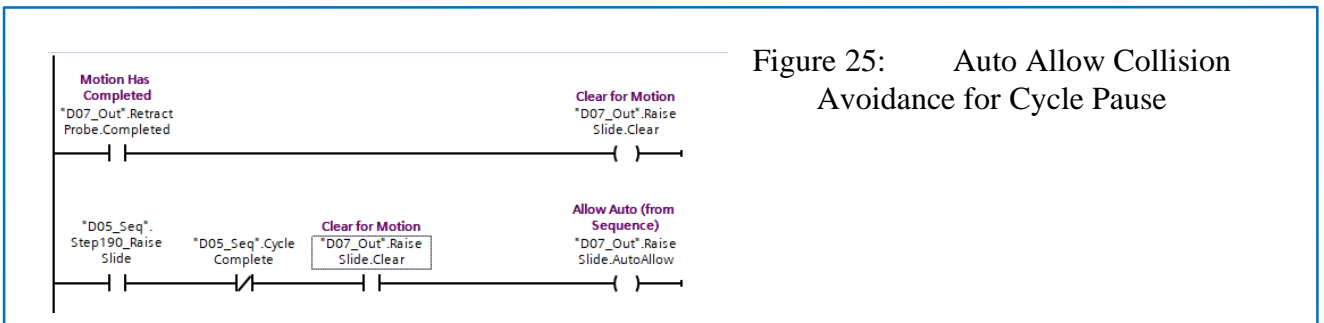 Figure 25: Auto Allow Collision
Avoidance for Cycle Pause
Motion Has
Completed
"D07_Out".Retract
Probe.Completed
Clear for Motion
"D07_Out".Raise
Slide.Clear
"D05_Seq".
Step190_Raise
Slide
"D05_Seq".Cycle
Complete
Clear for Motion
"D07_Out".Raise
Slide.Clear
Allow Auto (from
Sequence)
"D07_Out".Raise
Slide.AutoAllow